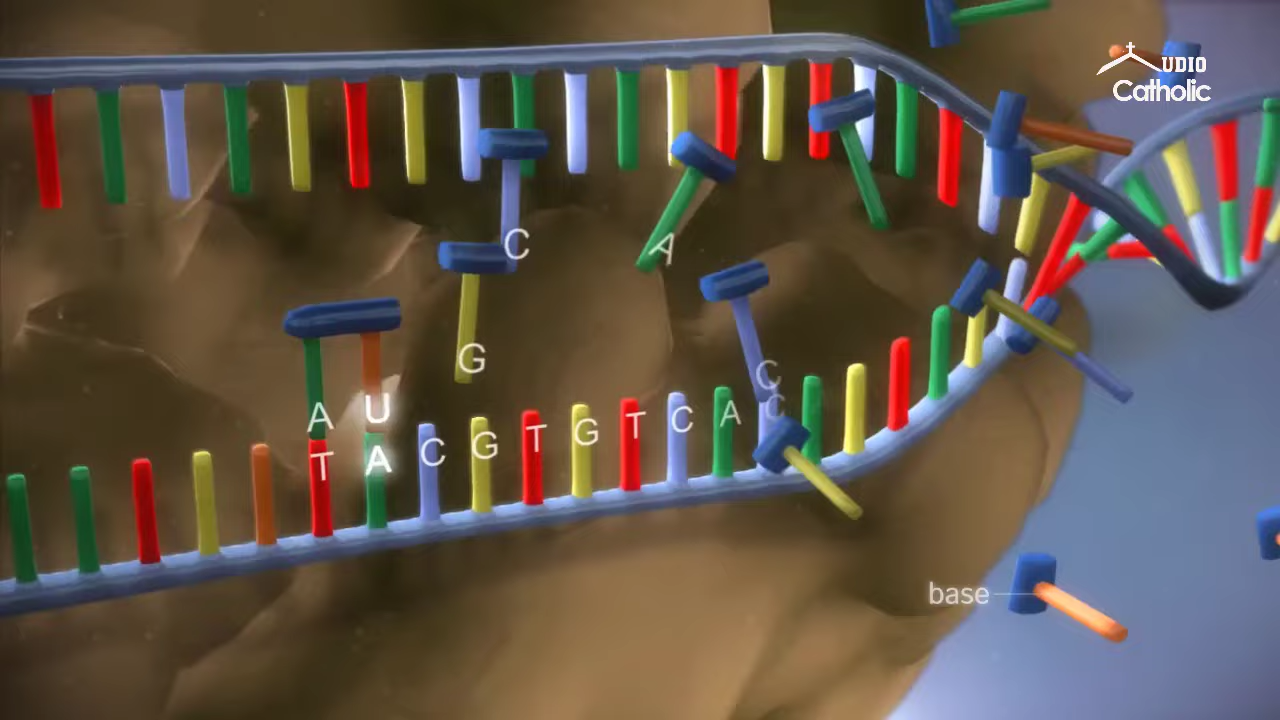 UDIO
Catholic
C
A
G
C
C
A U
T A C G T G T C A
base